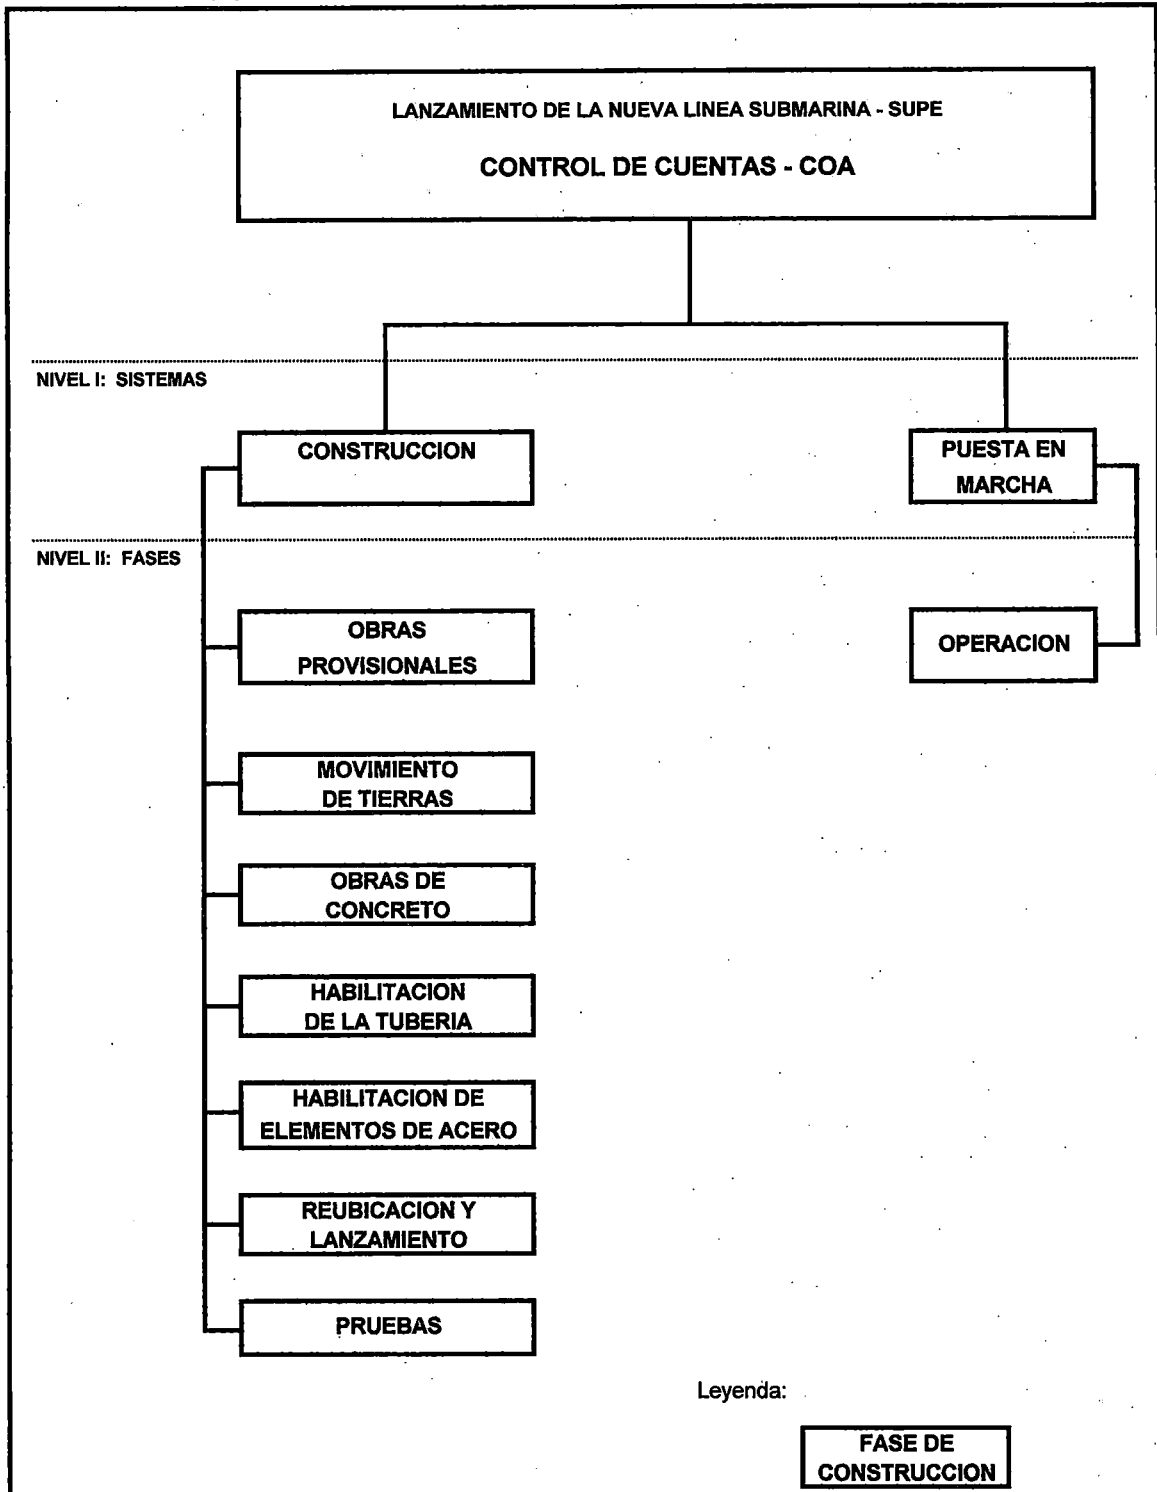 LANZAMIENTO DE LA NUEVA LINEA SUBMARINA - SUPE
CONTROL DE CUENTAS - COA
NIVEL I: SISTEMAS
CONSTRUCCION
PUESTA EN
MARCHA
NIVEL II: FASES
OBRAS
PROVISIONALES
OPERACION
MOVIMIENTO
DE TIERRAS
OBRAS DE
CONCRETO
HABILITACION
DE LA TUBERIA
HABILITACION DE
ELEMENTOS DE ACERO
REUBICACION Y
LANZAMIENTO
PRUEBAS
Leyenda:
FASE DE
CONSTRUCCION